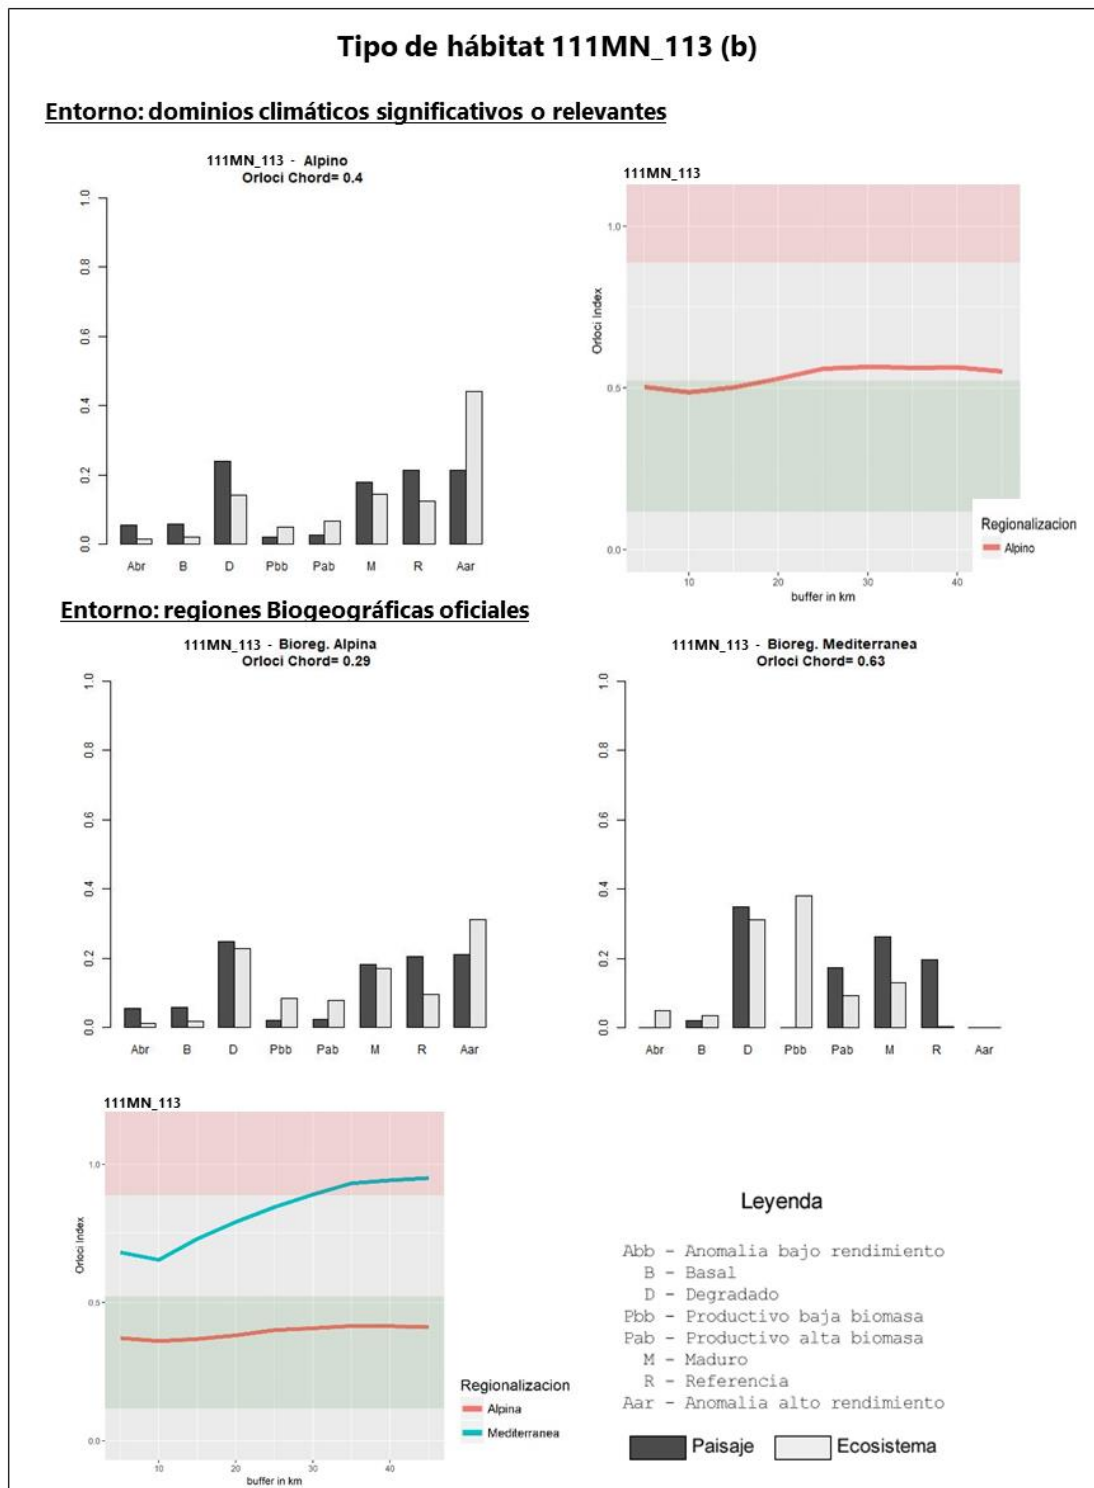 Tipo de hábitat 111MN_113 (b)
Entorno: dominios climáticos significativos o relevantes
111MN_113 - Alpino
Orloci Chord= 0.4
1.0
0.8
0.6
0.4
0.2
0.0
Abr B D Pbb Pab M R Aar
111MN_113
Orloci Index
1.0
0.5
0.0
10 20 30 40
buffer in km
Regionalizacion
Alpino
Entorno: regiones Biogeográficas oficiales
111MN_113 - Bioreg. Alpina
Orloci Chord= 0.29
1.0
0.8
0.6
0.4
0.2
0.0
Abr B D Pbb Pab M R Aar
111MN_113 - Bioreg. Mediterranea
Orloci Chord= 0.63
1.0
0.8
0.6
0.4
0.2
0.0
Abr B D Pbb Pab M R Aar
111MN_113
Orloci Index
1.0
0.5
0.0
10 20 30 40
buffer in km
Regionalizacion
Alpina
Mediterranea
Leyenda
Abb - Anomalia bajo rendimiento
B - Basal
D - Degradado
Pbb - Productivo baja biomasa
Pab - Productivo alta biomasa
M - Maduro
R - Referencia
Aar - Anomalia alto rendimiento
Paisaje Ecosistema